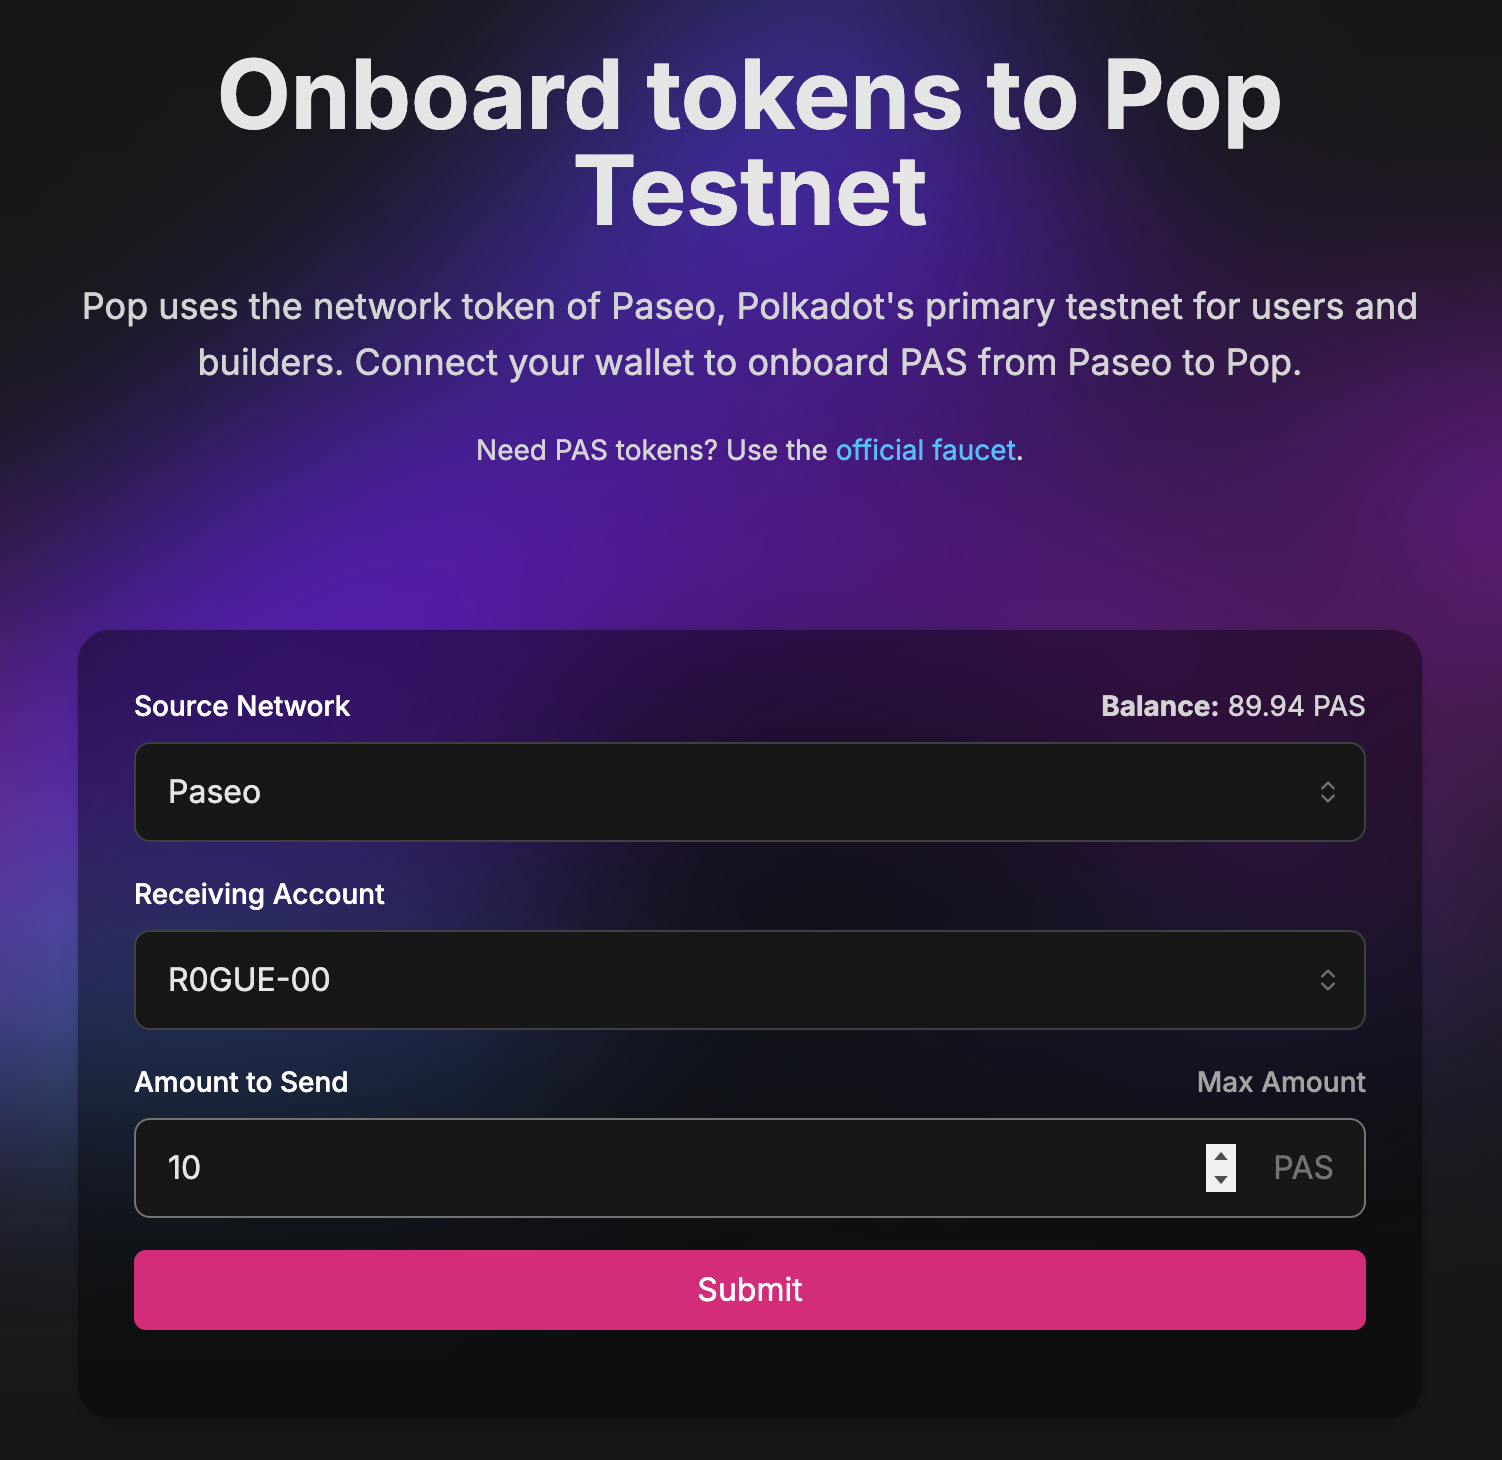 Onboard tokens to Pop
Testnet
Pop uses the network token of Paseo, Polkadot's primary testnet for users and
builders. Connect your wallet to onboard PAS from Paseo to Pop.
Need PAS tokens? Use the official faucet.
Source Network
Balance: 89.94 PAS
Paseo
Receiving Account
R0GUE-00
Amount to Send
Max Amount
10
PAS
Submit